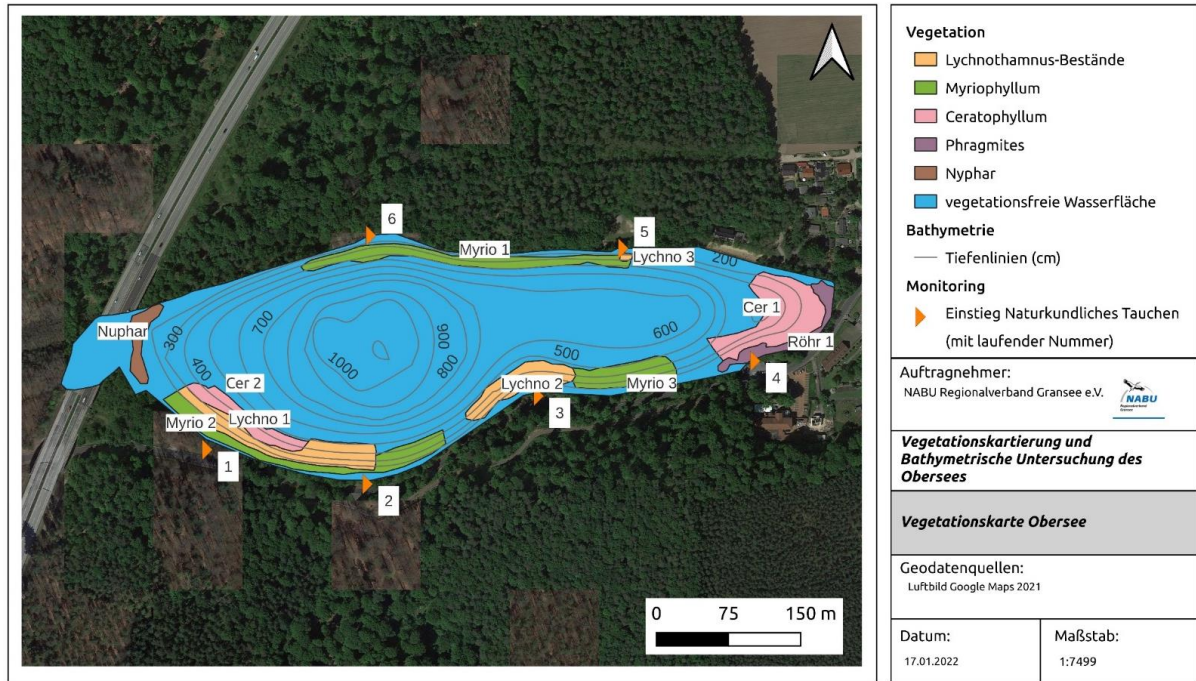 6
5
Myrio 1
Lychno 3
200
Cer 1
Nuphar
300
700
900
600
1000
800
500
Röhr 1
400
Cer 2
Lychno 2
Myrio 3
4
Myrio 2
Lychno 1
3
1
2
0 75 150 m
Vegetation
Lychnothamnus-Bestände
Myriophyllum
Ceratophyllum
Phragmites
Nyphar
vegetationsfreie Wasserfläche
Bathymetrie
Tiefenlinien (cm)
Monitoring
Einstieg Naturkundliches Tauchen
(mit laufender Nummer)
Auftragnehmer:
NABU Regionalverband Gransee e.V.
NABU
Regionalverband
Gransee
Vegetationskartierung und
Bathymetrische Untersuchung des
Obersees
Vegetationskarte Obersee
Geodatenquellen:
Luftbild Google Maps 2021
Datum:
17.01.2022
Maßstab:
1:7499